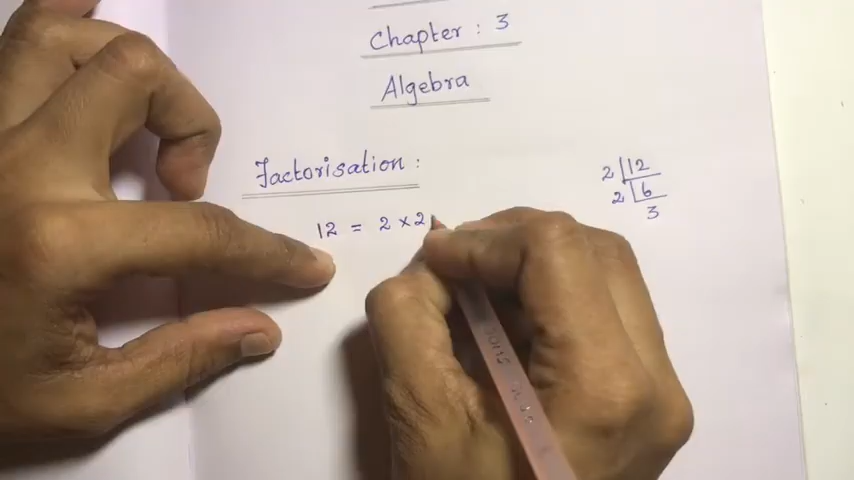 Chapter : 3
Algebra
Factorisation :
12 = 2 × 2
2 12
2 6
3